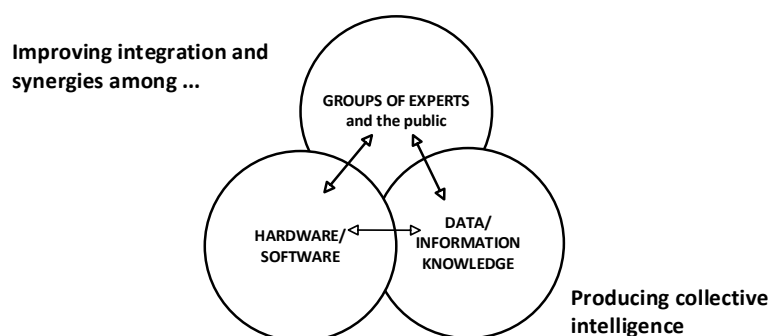 Improving integration and
synergies among ...
GROUPS OF EXPERTS
and the public
HARDWARE/
SOFTWARE
DATA/
INFORMATION
KNOWLEDGE
Producing collective
intelligence